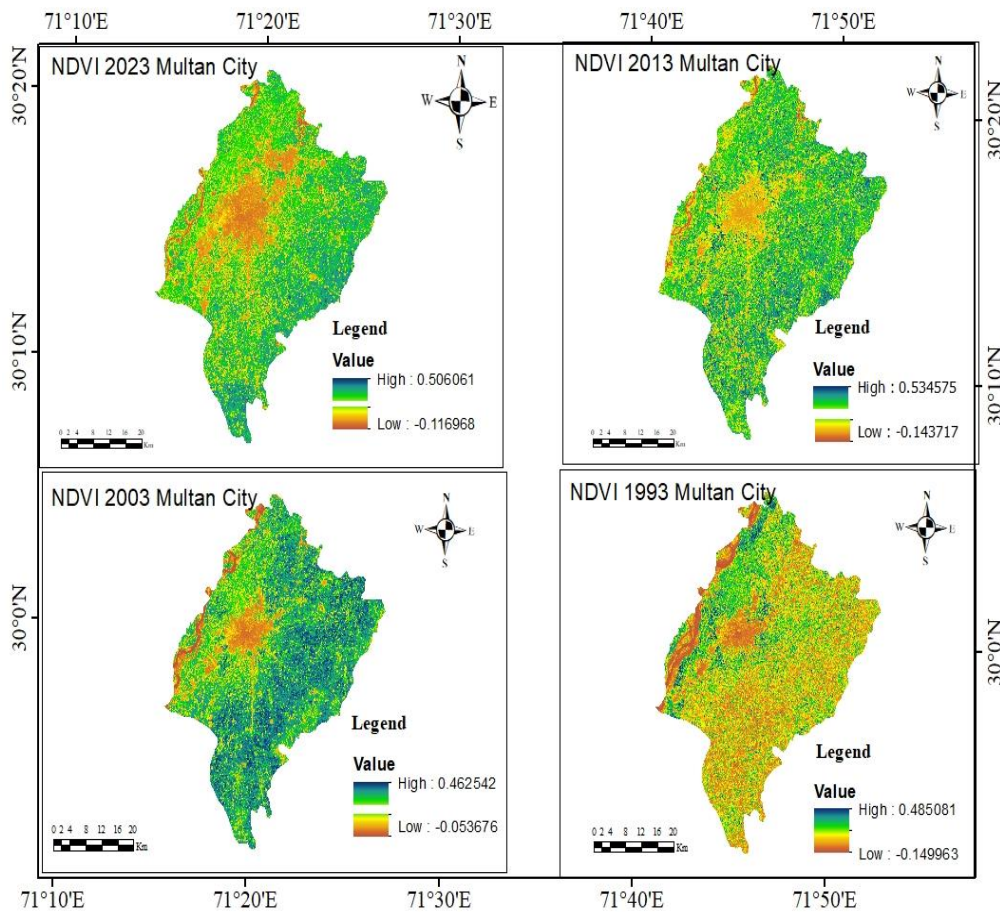 71°10'E 71°20'E 71°30'E 71°40'E 71°50'E
30°20'N
30°10'N
30°0'N
NDVI 2023 Multan City
N
W E
S
Legend
Value
High : 0.506061
Low : -0.116968
0 2 4 8 12 16 20
Km
NDVI 2013 Multan City
N
W E
S
Legend
Value
High : 0.534575
Low : -0.143717
0 2 4 8 12 16 20
Km
30°20'N
30°10'N
30°0'N
NDVI 2003 Multan City
N
W E
S
Legend
Value
High : 0.462542
Low : -0.053676
0 2 4 8 12 16 20
Km
NDVI 1993 Multan City
N
W E
S
Legend
Value
High : 0.485081
Low : -0.149963
0 2 4 8 12 16 20
Km
71°10'E 71°20'E 71°30'E 71°40'E 71°50'E